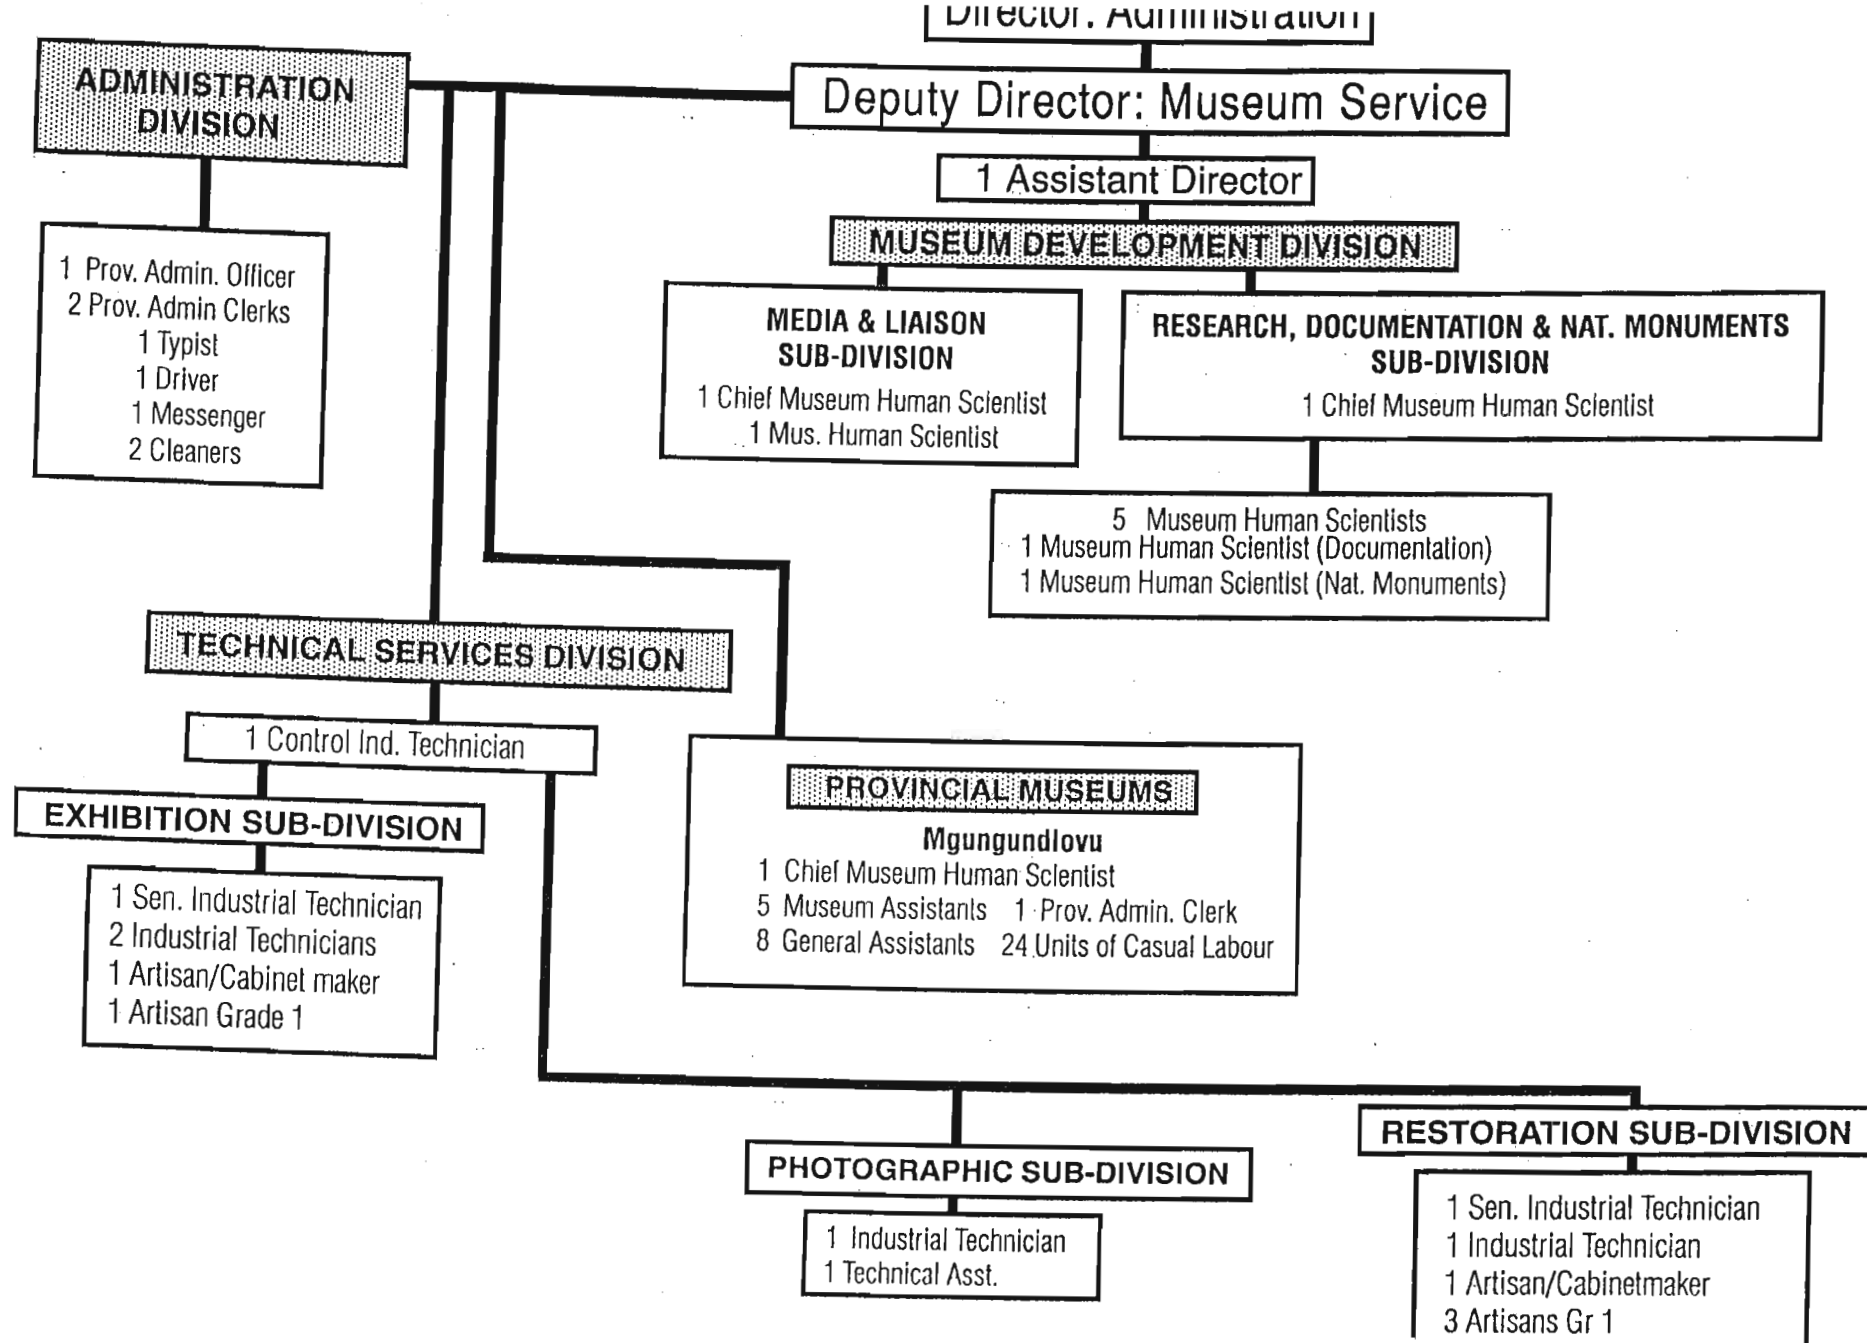 Director: Administration
ADMINISTRATION
DIVISION
Deputy Director: Museum Service
1 Assistant Director
MUSEUM DEVELOPMENT DIVISION
1 Prov. Admin. Officer
2 Prov. Admin Clerks
1 Typist
1 Driver
1 Messenger
2 Cleaners
MEDIA & LIAISON
SUB-DIVISION
1 Chief Museum Human Scientist
1 Mus. Human Scientist
RESEARCH, DOCUMENTATION & NAT. MONUMENTS
SUB-DIVISION
1 Chief Museum Human Scientist
5 Museum Human Scientists
1 Museum Human Scientist (Documentation)
1 Museum Human Scientist (Nat. Monuments)
TECHNICAL SERVICES DIVISION
1 Control Ind. Technician
EXHIBITION SUB-DIVISION
1 Sen. Industrial Technician
2 Industrial Technicians
1 Artisan/Cabinet maker
1 Artisan Grade 1
PROVINCIAL MUSEUMS
Mgungundlovu
1 Chief Museum Human Scientist
5 Museum Assistants 1 Prov. Admin. Clerk
8 General Assistants 24 Units of Casual Labour
PHOTOGRAPHIC SUB-DIVISION
1 Industrial Technician
1 Technical Asst.
RESTORATION SUB-DIVISION
1 Sen. Industrial Technician
1 Industrial Technician
1 Artisan/Cabinetmaker
3 Artisans Gr 1